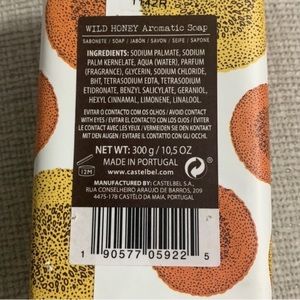 WILD HONEY Aromatic Soap
SABONETE / SOAP / JABÓN / SAVON / SEIFE / SAPONE
INGREDIENTS: SODIUM PALMATE, SODIUM
PALM KERNELATE, AQUA (WATER), PARFUM
(FRAGRANCE), GLYCERIN, SODIUM CHLORIDE,
BHT, TETRASODIUM EDTA, TETRASODIUM
ETIDRONATE, BENZYL SALICYLATE, GERANIOL,
HEXYL CINNAMAL, LIMONENE, LINALOOL
EVITAR O CONTACTO COM OS OLHOS / AVOID CONTACT
WITH EYES / EVITAR EL CONTACTO CON LOS OJOS / ÉVITER
LE CONTACT AVEC LES YEUX / VERMEIDEN SIE KONTAKT
MIT DEN AUGEN / EVITARE IL CONTATTO CON GLI OCCHI.
NET WT: 300 g / 10,5 OZ
MADE IN PORTUGAL
12M
www.castelbel.com
MANUFACTURED BY: CASTELBEL S.A.,
RUA CONSELHEIRO ARAÚJO DE BARROS, 209
4475-178 CASTÊLO DA MAIA, PORTUGAL
1 90577 05922 5